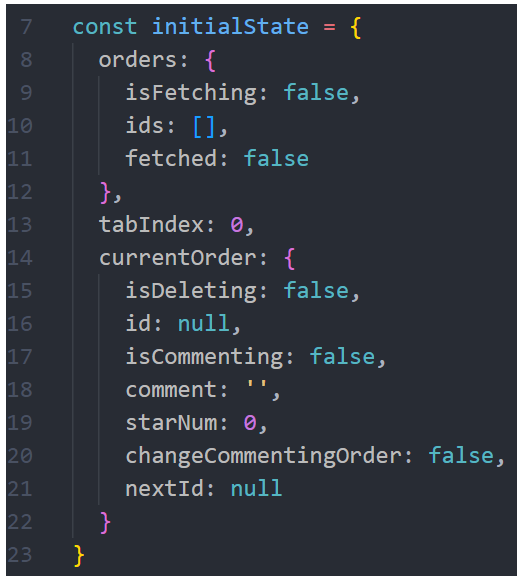 7 const initialState = {
8 orders: {
9 isFetching: false,
10 ids: [],
11 fetched: false
12 },
13 tabIndex: 0,
14 currentOrder: {
15 isDeleting: false,
16 id: null,
17 isCommenting: false,
18 comment: '',
19 starNum: 0,
20 changeCommentingOrder: false,
21 nextId: null
22 }
23 }